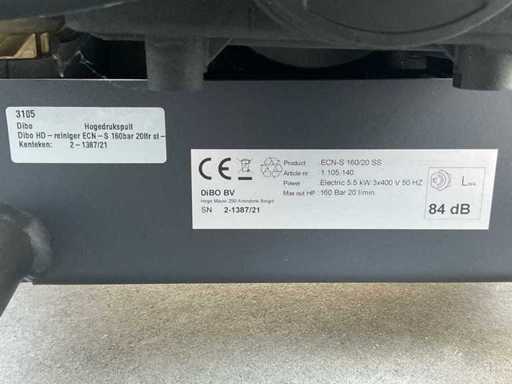 3105
Dibo Hogedrukspuit
Dibo HD-reiniger ECN-S 160bar 20ltr st-
Kenteken: 2-1387/21
CE
Product : ECN-S 160/20 SS
Article nr : 1.105.140
Power : Electric 5.5 kW 3x400 V 50 HZ
Max out HP : 160 Bar 20 l/min.
DiBO BV
SN 2-1387/21
84 dB